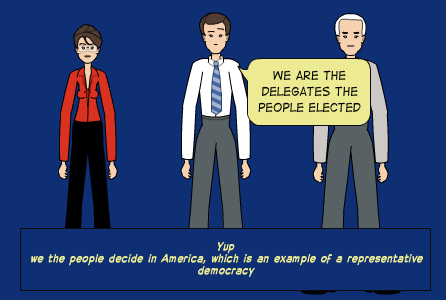 WE ARE THE
DELEGATES THE
PEOPLE ELECTED
Yup
we the people decide in America, which is an example of a representative
democracy